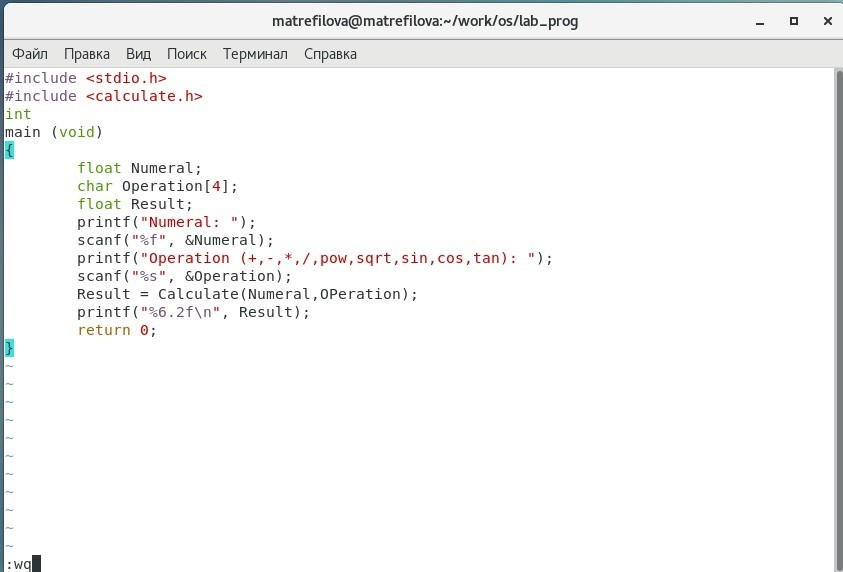 matrefilova@matrefilova:~/work/os/lab_prog
Файл Правка Вид Поиск Терминал Справка
#include <stdio.h>
#include <calculate.h>
int
main (void)
{
        float Numeral;
        char Operation[4];
        float Result;
        printf("Numeral: ");
        scanf("%f", &Numeral);
        printf("Operation (+,-,*,/,pow,sqrt,sin,cos,tan): ");
        scanf("%s", &Operation);
        Result = Calculate(Numeral,OPeration);
        printf("%6.2f\n", Result);
        return 0;
}
~
~
~
~
~
~
~
~
~
~
~
:wq